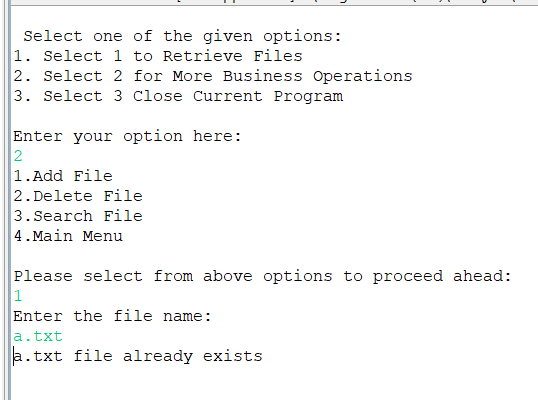 Select one of the given options:
1. Select 1 to Retrieve Files
2. Select 2 for More Business Operations
3. Select 3 Close Current Program
Enter your option here:
2
1.Add File
2.Delete File
3.Search File
4.Main Menu
Please select from above options to proceed ahead:
1
Enter the file name:
a.txt
a.txt file already exists